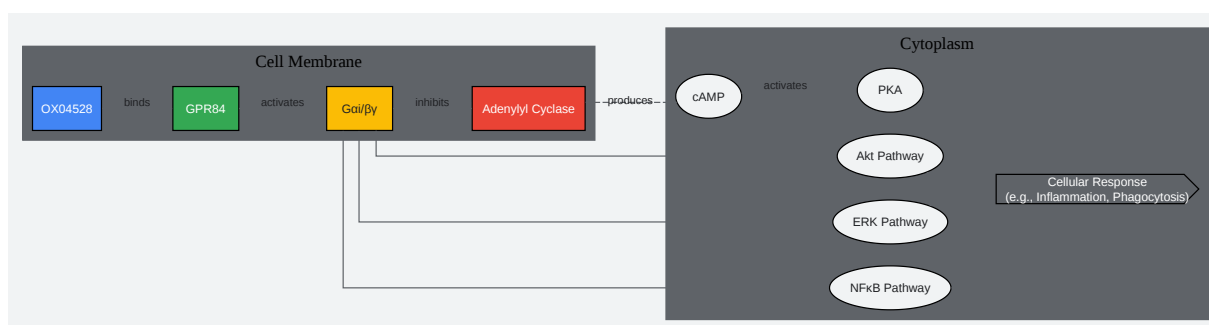 Cell Membrane
OX04528
binds
GPR84
activates
Gαi/βγ
inhibits
Adenylyl Cyclase
produces
Cytoplasm
cAMP
activates
PKA
Akt Pathway
ERK Pathway
NFκB Pathway
Cellular Response
(e.g., Inflammation, Phagocytosis)